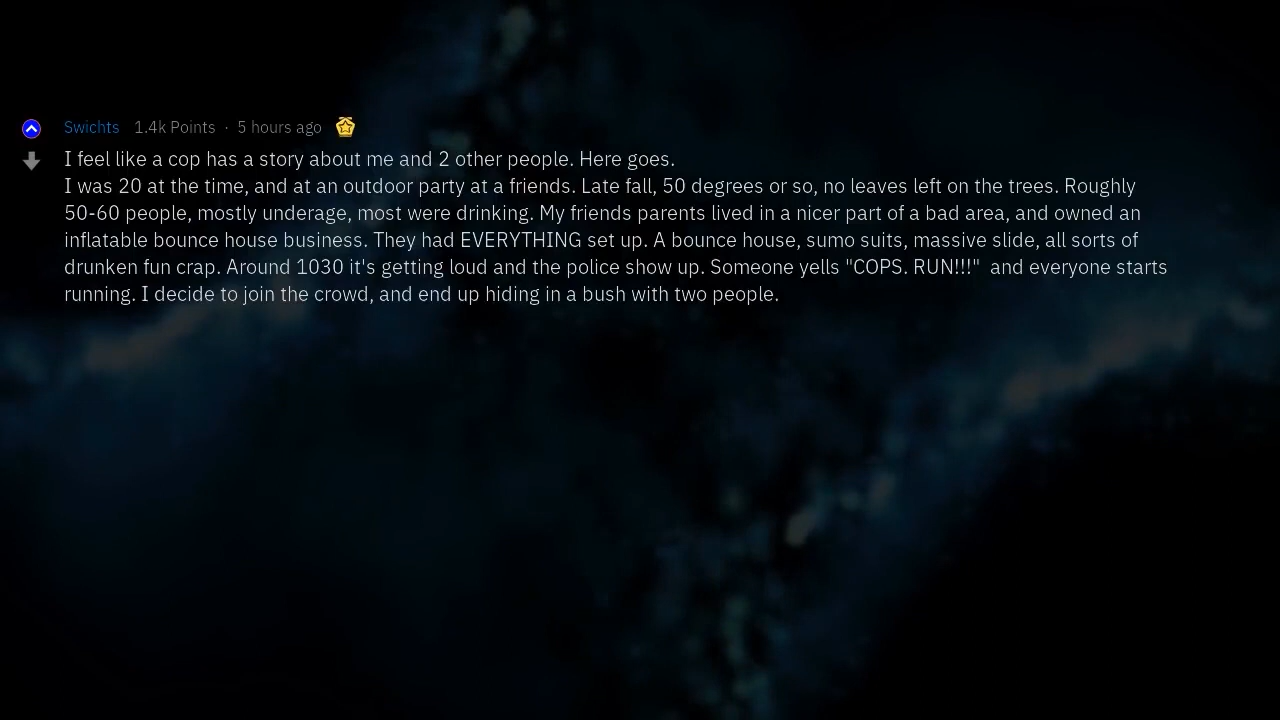 Swichts 1.4k Points · 5 hours ago
I feel like a cop has a story about me and 2 other people. Here goes.
I was 20 at the time, and at an outdoor party at a friends. Late fall, 50 degrees or so, no leaves left on the trees. Roughly
50-60 people, mostly underage, most were drinking. My friends parents lived in a nicer part of a bad area, and owned an
inflatable bounce house business. They had EVERYTHING set up. A bounce house, sumo suits, massive slide, all sorts of
drunken fun crap. Around 1030 it's getting loud and the police show up. Someone yells "COPS. RUN!!!"  and everyone starts
running. I decide to join the crowd, and end up hiding in a bush with two people.